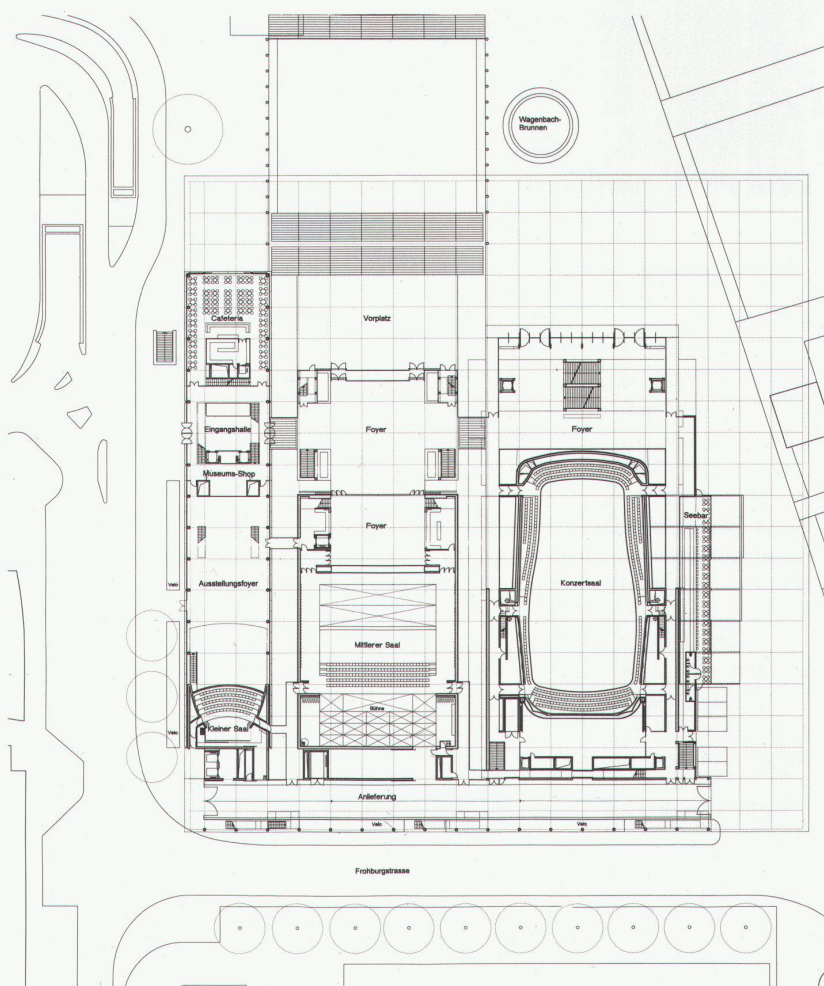 Wagenbach-
Brunnen
Cafeteria
Vorplatz
Eingangshalle
Foyer
Foyer
Museums-Shop
Seebar
Foyer
Ausstellungsfoyer
Konzertsaal
Velo
Mittlerer Saal
Bühne
Kleiner Saal
Velo
Anlieferung
Velo
Velo
Frohburgstrasse